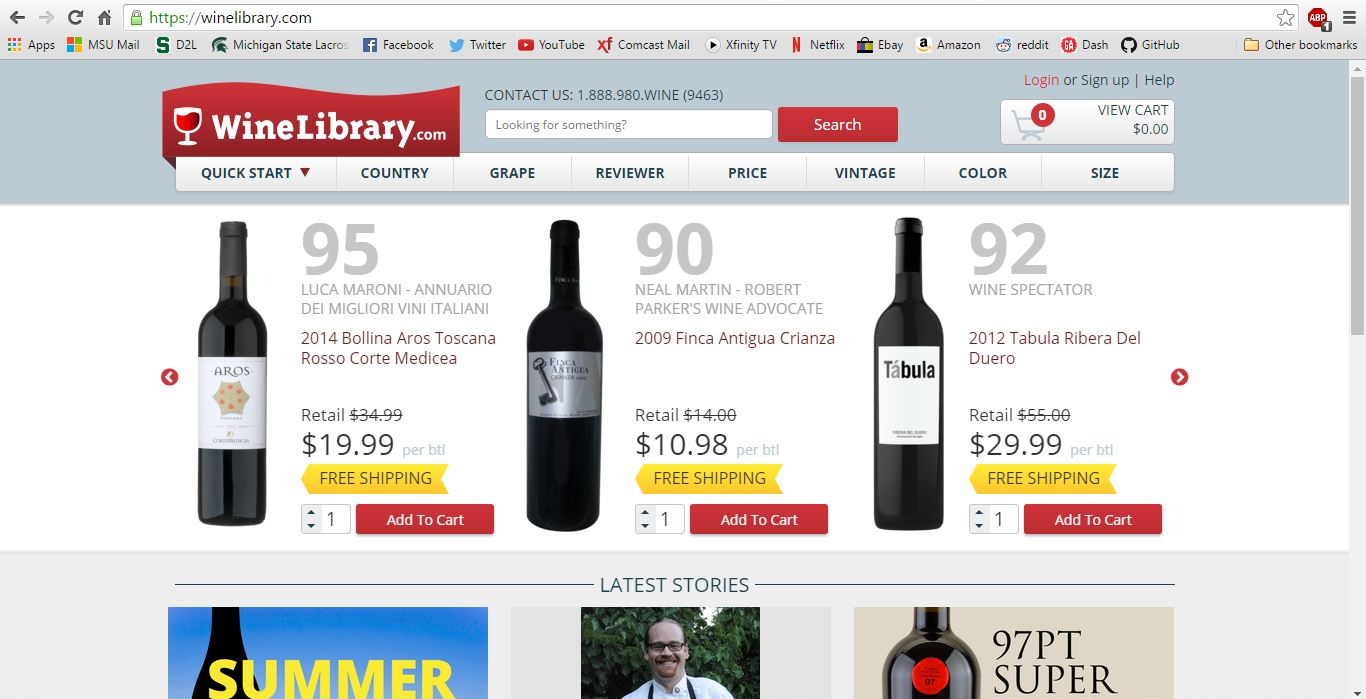 https://winelibrary.com
ABP
1
Apps MSU Mail D2L Michigan State Lacros Facebook Twitter YouTube Comcast Mail Xfinity TV Netflix Ebay Amazon reddit Dash GitHub Other bookmarks
Login or Sign up | Help
CONTACT US: 1.888.980.WINE (9463)
WineLibrary.com
Looking for something?
Search
0
VIEW CART
$0.00
QUICK START COUNTRY GRAPE REVIEWER PRICE VINTAGE COLOR SIZE
AROS
TOSCANA
CORTE MEDICEA
95
LUCA MARONI - ANNUARIO
DEI MIGLIORI VINI ITALIANI
2014 Bollina Aros Toscana
Rosso Corte Medicea
Retail $34.99
$19.99 per btl
FREE SHIPPING
1
Add To Cart
FINCA ANTIGUA
FINCA
ANTIGUA
CRIANZA 2009
90
NEAL MARTIN - ROBERT
PARKER'S WINE ADVOCATE
2009 Finca Antigua Crianza
Retail $14.00
$10.98 per btl
FREE SHIPPING
1
Add To Cart
Tábula
RIBERA DEL DUERO
92
WINE SPECTATOR
2012 Tabula Ribera Del
Duero
Retail $55.00
$29.99 per btl
FREE SHIPPING
1
Add To Cart
LATEST STORIES
SUMMER
97
97PT
SUPER